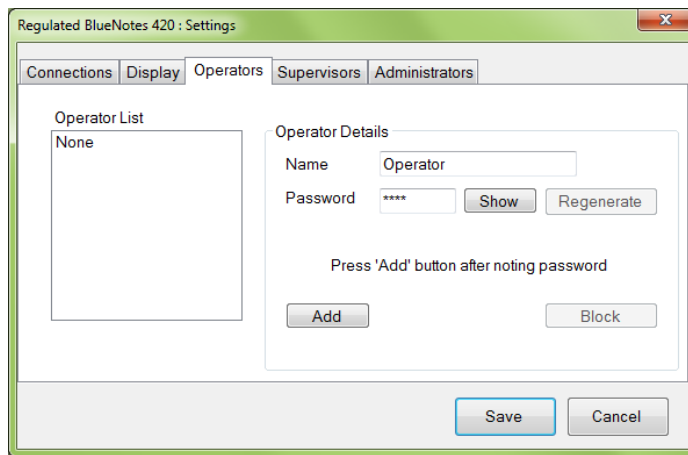 Regulated BlueNotes 420 : Settings
x
Connections Display Operators Supervisors Administrators
Operator List
None
Operator Details
Name Operator
Password **** Show Regenerate
Press 'Add' button after noting password
Add Block
Save Cancel